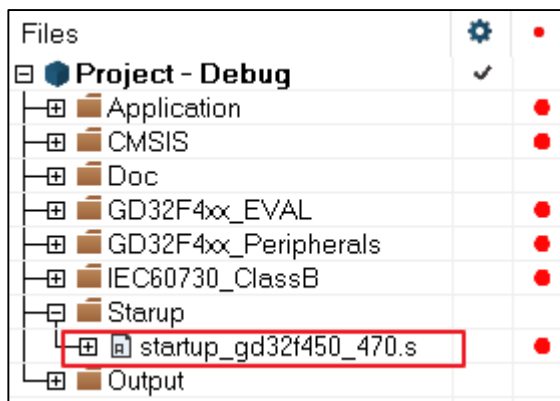 Files
Project - Debug
Application
CMSIS
Doc
GD32F4xx_EVAL
GD32F4xx_Peripherals
IEC60730_ClassB
Starup
startup_gd32f450_470.s
Output